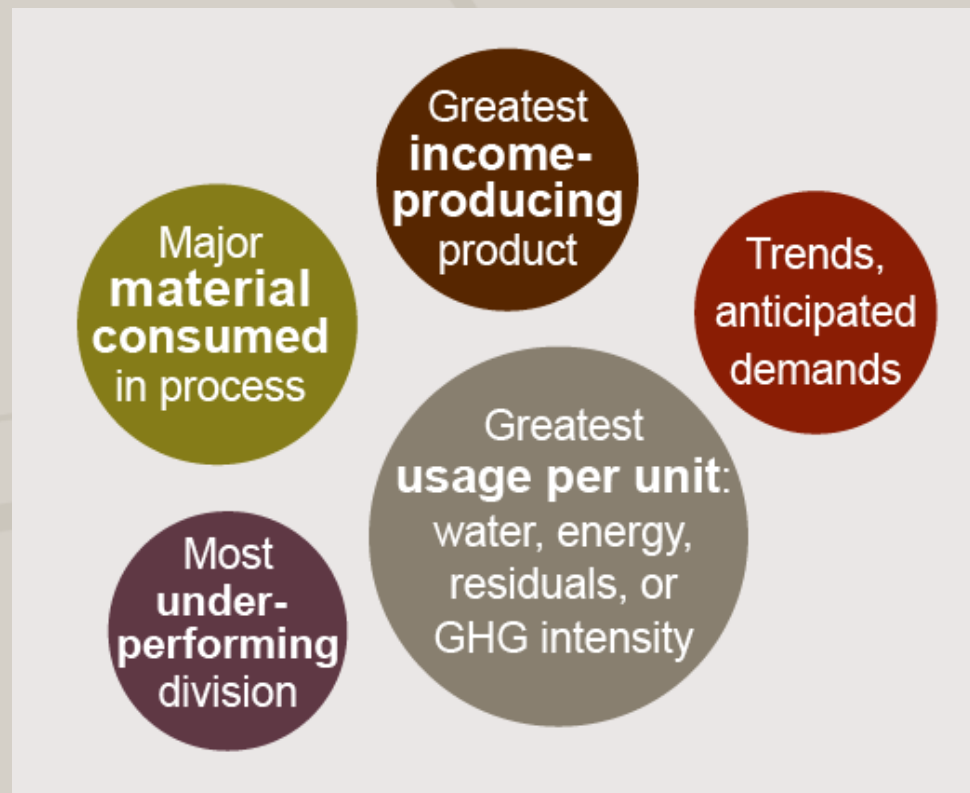 Greatest
income-
producing
product
Major
material
consumed
in process
Trends,
anticipated
demands
Greatest
usage per unit:
water, energy,
residuals, or
GHG intensity
Most
under-
performing
division